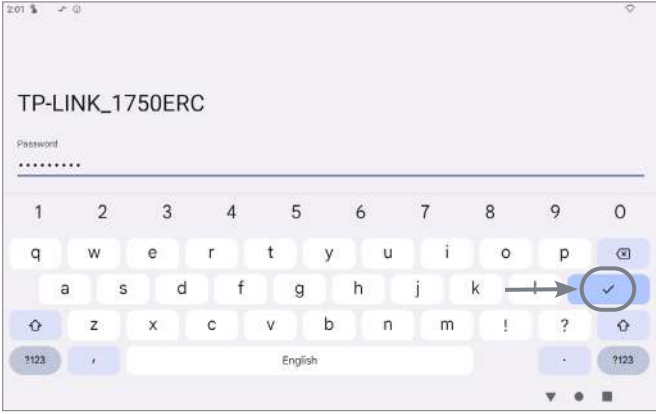 2:01
TP-LINK_1750ERC
Password
•••••••••
1 2 3 4 5 6 7 8 9 0
q w e r t y u i o p
a s d f g h j k l
z x c v b n m ! ?
?123 , English . ?123